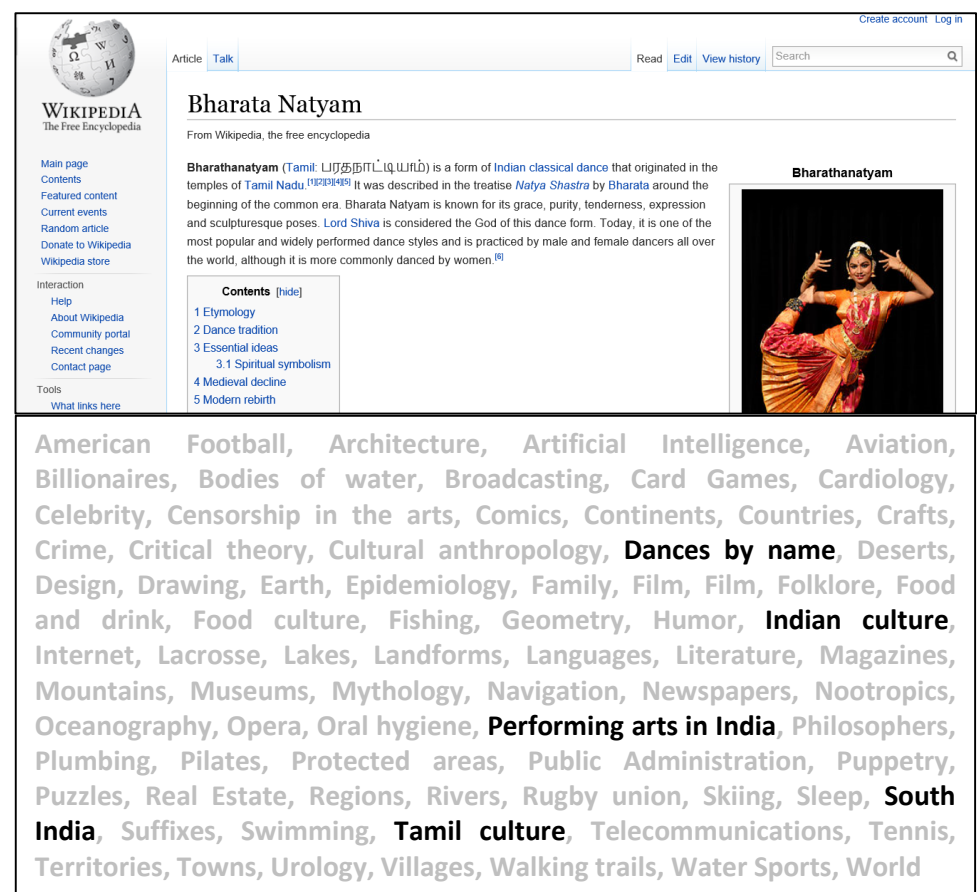 Create account Log in
Article Talk
Read Edit View history Search
WIKIPEDIA
The Free Encyclopedia
Main page
Contents
Featured content
Current events
Random article
Donate to Wikipedia
Wikipedia store
Interaction
Help
About Wikipedia
Community portal
Recent changes
Contact page
Tools
What links here
Bharata Natyam
From Wikipedia, the free encyclopedia
Bharathanatyam (Tamil: பரதநாட்டியம்) is a form of Indian classical dance that originated in the
temples of Tamil Nadu.[1][2][3][4][5] It was described in the treatise Natya Shastra by Bharata around the
beginning of the common era. Bharata Natyam is known for its grace, purity, tenderness, expression
and sculpturesque poses. Lord Shiva is considered the God of this dance form. Today, it is one of the
most popular and widely performed dance styles and is practiced by male and female dancers all over
the world, although it is more commonly danced by women.[6]
Contents [hide]
1 Etymology
2 Dance tradition
3 Essential ideas
3.1 Spiritual symbolism
4 Medieval decline
5 Modern rebirth
Bharathanatyam
American Football, Architecture, Artificial Intelligence, Aviation,
Billionaires, Bodies of water, Broadcasting, Card Games, Cardiology,
Celebrity, Censorship in the arts, Comics, Continents, Countries, Crafts,
Crime, Critical theory, Cultural anthropology, Dances by name, Deserts,
Design, Drawing, Earth, Epidemiology, Family, Film, Film, Folklore, Food
and drink, Food culture, Fishing, Geometry, Humor, Indian culture,
Internet, Lacrosse, Lakes, Landforms, Languages, Literature, Magazines,
Mountains, Museums, Mythology, Navigation, Newspapers, Nootropics,
Oceanography, Opera, Oral hygiene, Performing arts in India, Philosophers,
Plumbing, Pilates, Protected areas, Public Administration, Puppetry,
Puzzles, Real Estate, Regions, Rivers, Rugby union, Skiing, Sleep, South
India, Suffixes, Swimming, Tamil culture, Telecommunications, Tennis,
Territories, Towns, Urology, Villages, Walking trails, Water Sports, World